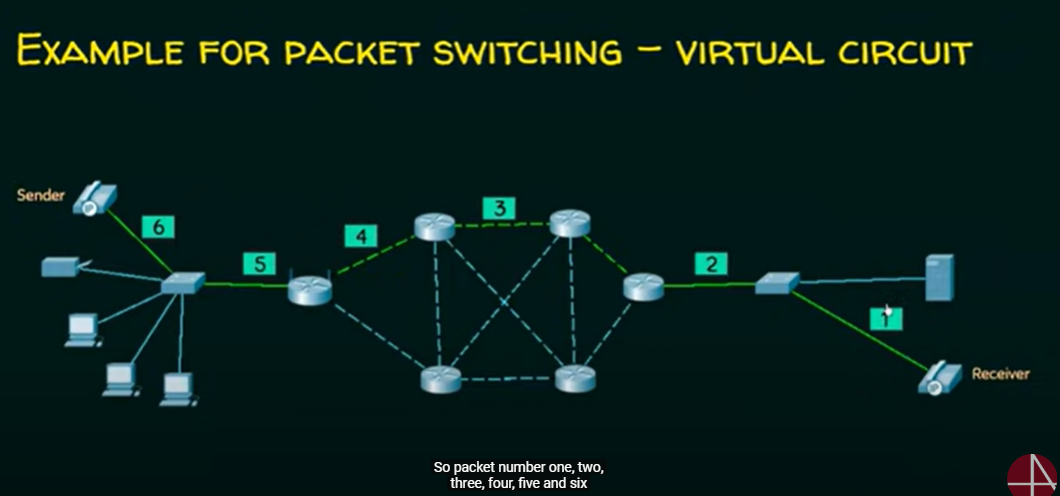 EXAMPLE FOR PACKET SWITCHING – VIRTUAL CIRCUIT
Sender
6
5
4
3
2
1
Receiver
So packet number one, two,
three, four, five and six